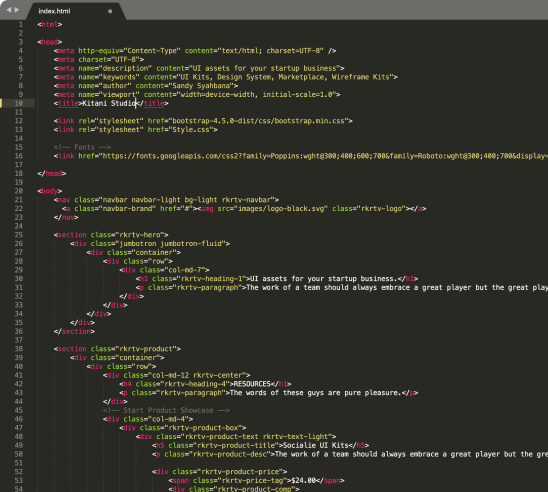 index.html
1 <html>
2
3 <head>
4 <meta http-equiv="Content-Type" content="text/html; charset=UTF-8" />
5 <meta charset="UTF-8">
6 <meta name="description" content="UI assets for your startup business">
7 <meta name="keywords" content="UI Kits, Design System, Marketplace, Wireframe Kits">
8 <meta name="author" content="Sandy Syahbana">
9 <meta name="viewport" content="width=device-width, initial-scale=1.0">
10 <title>Kitani Studio</title>
11
12 <link rel="stylesheet" href="bootstrap-4.5.0-dist/css/bootstrap.min.css">
13 <link rel="stylesheet" href="Style.css">
14
15 <!-- Fonts -->
16 <link href="https://fonts.googleapis.com/css2?family=Poppins:wght@300;400;600;700&family=Roboto:wght@300;400;700&display=
17
18 </head>
19
20 <body>
21 <nav class="navbar navbar-light bg-light rkrtv-navbar">
22 <a class="navbar-brand" href="#"><img src="images/logo-black.svg" class="rkrtv-logo"></a>
23 </nav>
24
25 <section class="rkrtv-hero">
26 <div class="jumbotron jumbotron-fluid">
27 <div class="container">
28 <div class="row">
29 <div class="col-md-7">
30 <h1 class="rkrtv-heading-1">UI assets for your startup business.</h1>
31 <p class="rkrtv-paragraph">The work of a team should always embrace a great player but the great play
32 </div>
33 </div>
34 </div>
35 </div>
36 </section>
37
38 <section class="rkrtv-product">
39 <div class="container">
40 <div class="row">
41 <div class="col-md-12 rkrtv-center">
42 <h4 class="rkrtv-heading-4">RESOURCES</h1>
43 <p class="rkrtv-paragraph">The words of these guys are pure pleasure.</p>
44 </div>
45 <!-- Start Product Showcase -->
46 <div class="col-md-4">
47 <div class="rkrtv-product-box">
48 <div class="rkrtv-product-text rkrtv-text-light">
49 <h5 class="rkrtv-product-title">Socialie UI Kits</h5>
50 <p class="rkrtv-product-desc">The work of a team should always embrace a great
51
52 <div class="rkrtv-product-price">
53 <span class="rkrtv-price-tag">$24.00</span>
54 <div class="rkrtv-product-comp">